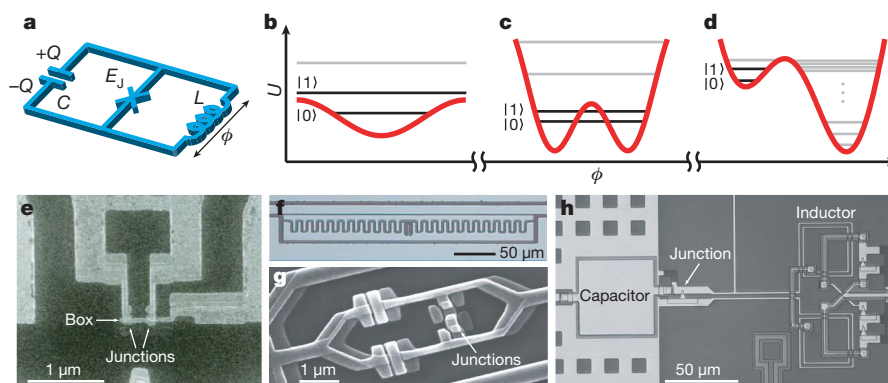 a
+Q
−Q
C
E_J
L
ϕ
b
U
|1⟩
|0⟩
c
|1⟩
|0⟩
ϕ
d
|1⟩
|0⟩
e
Box
Junctions
1 µm
f
50 µm
g
Junctions
1 µm
h
Inductor
Junction
Capacitor
50 µm